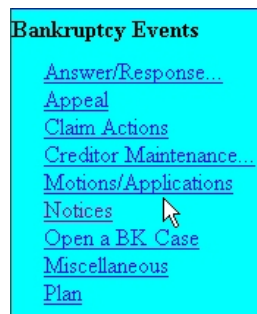 Bankruptcy Events
Answer/Response...
Appeal
Claim Actions
Creditor Maintenance...
Motions/Applications
Notices
Open a BK Case
Miscellaneous
Plan